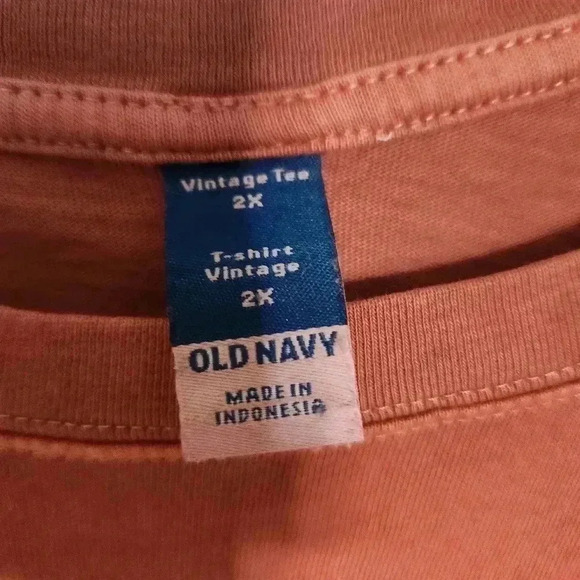 Vintage Tee
2X
T-shirt
Vintage
2X
OLD NAVY
MADE IN
INDONESIA